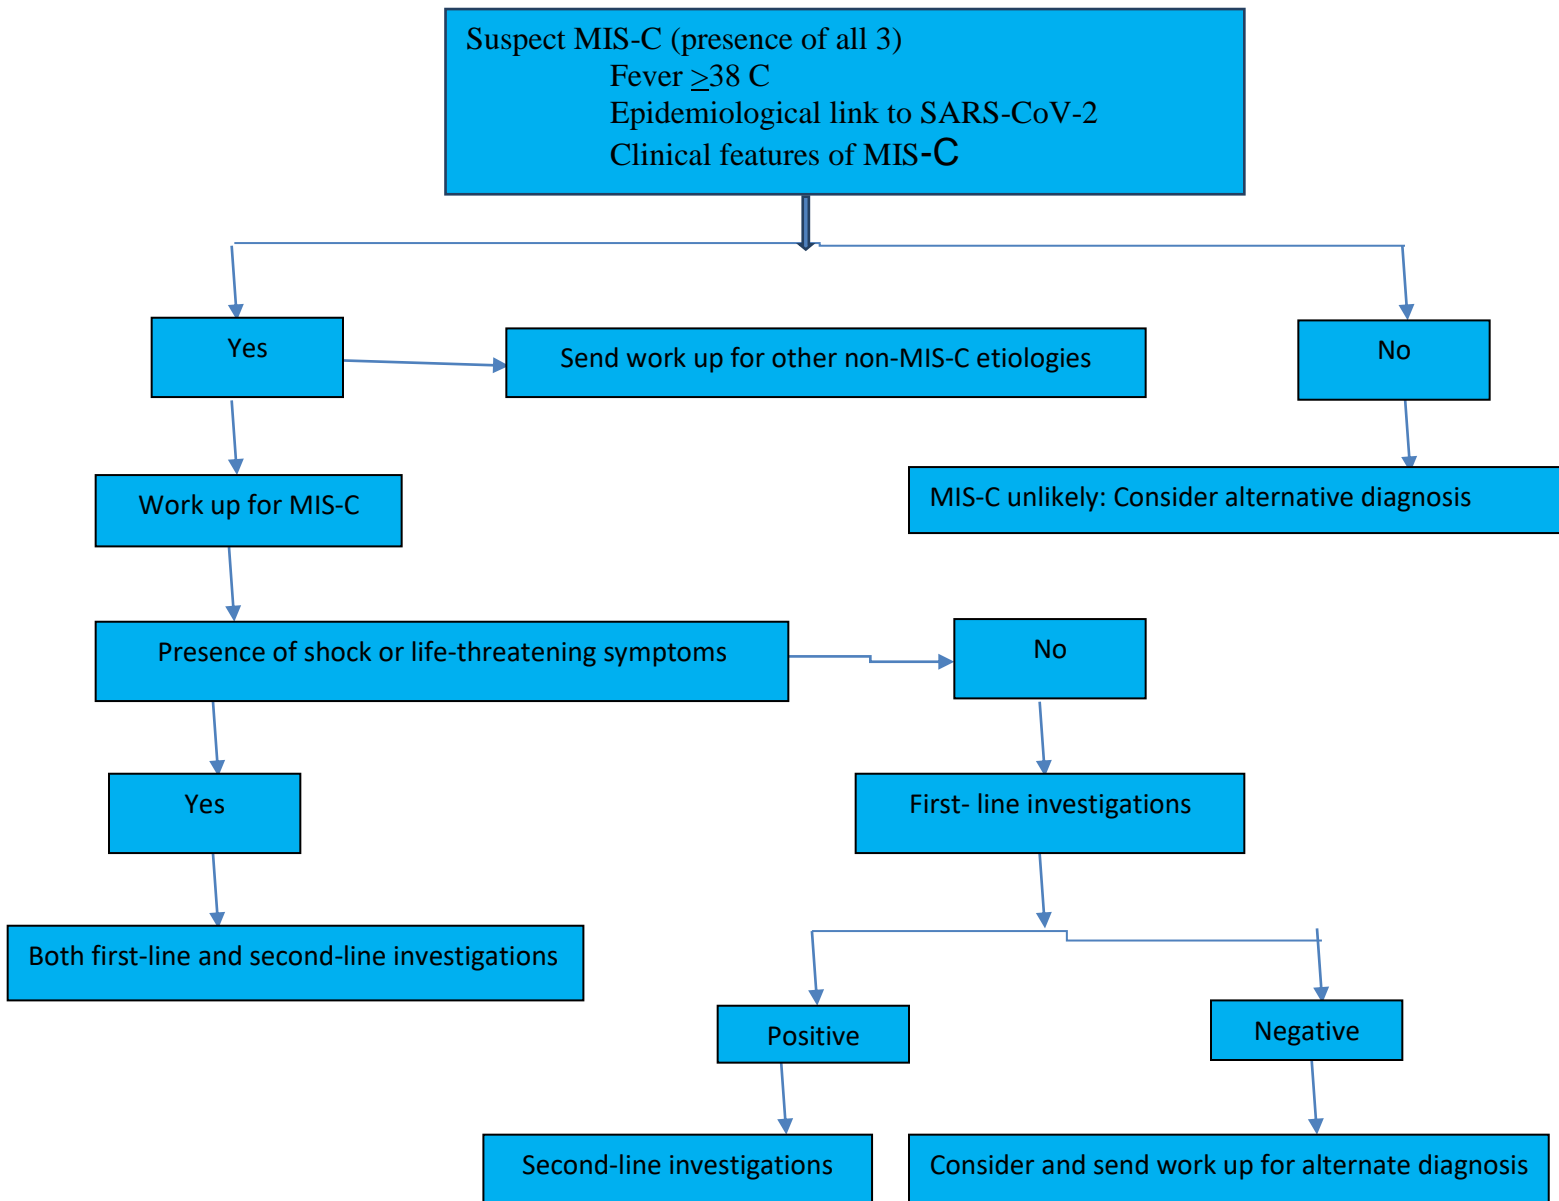 Suspect MIS-C (presence of all 3)
Fever ≥38 C
Epidemiological link to SARS-CoV-2
Clinical features of MIS-C
Yes
Send work up for other non-MIS-C etiologies
No
Work up for MIS-C
MIS-C unlikely: Consider alternative diagnosis
Presence of shock or life-threatening symptoms
No
Yes
First- line investigations
Both first-line and second-line investigations
Positive
Negative
Second-line investigations
Consider and send work up for alternate diagnosis